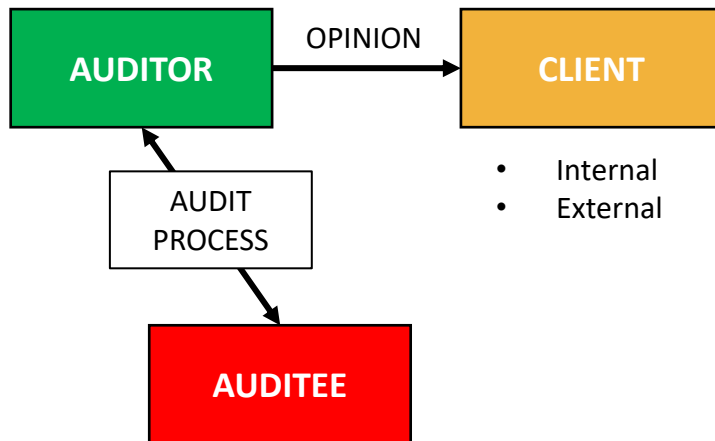 OPINION
AUDITOR
CLIENT
• Internal
• External
AUDIT
PROCESS
AUDITEE